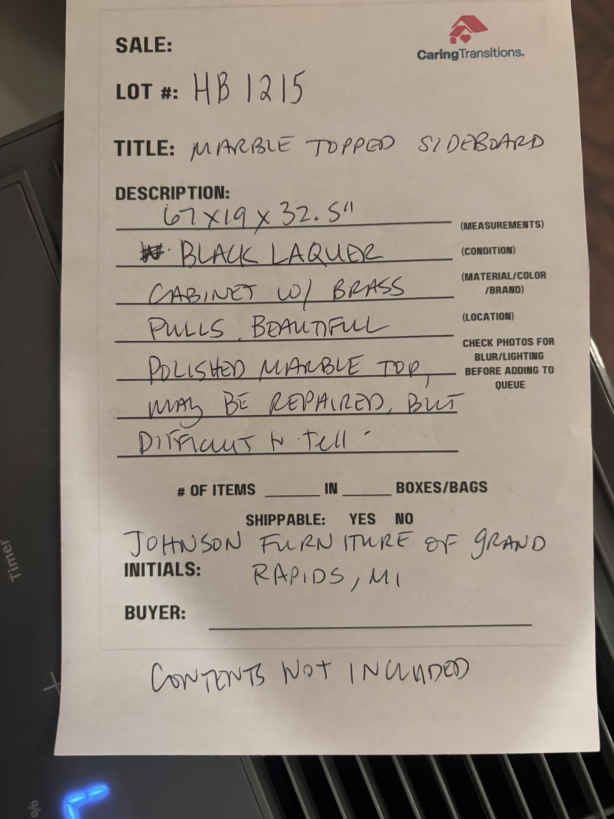 SALE:
CaringTransitions.
LOT #: HB 1215
TITLE: MARBLE TOPPED SIDEBOARD
DESCRIPTION:
67 x 19 x 32.5"
(MEASUREMENTS)
BLACK LAQUER
(CONDITION)
CABINET W/ BRASS
(MATERIAL/COLOR
/BRAND)
PULLS. BEAUTIFUL
(LOCATION)
POLISHED MARBLE TOP,
CHECK PHOTOS FOR
BLUR/LIGHTING
BEFORE ADDING TO
QUEUE
MAY BE REPAIRED, BUT
DIFFICULT to tell
# OF ITEMS ______ IN ______ BOXES/BAGS
SHIPPABLE: YES NO
JOHNSON FURNITURE OF GRAND
INITIALS: RAPIDS, MI
BUYER:
CONTENTS NOT INCLUDED
Timer
%